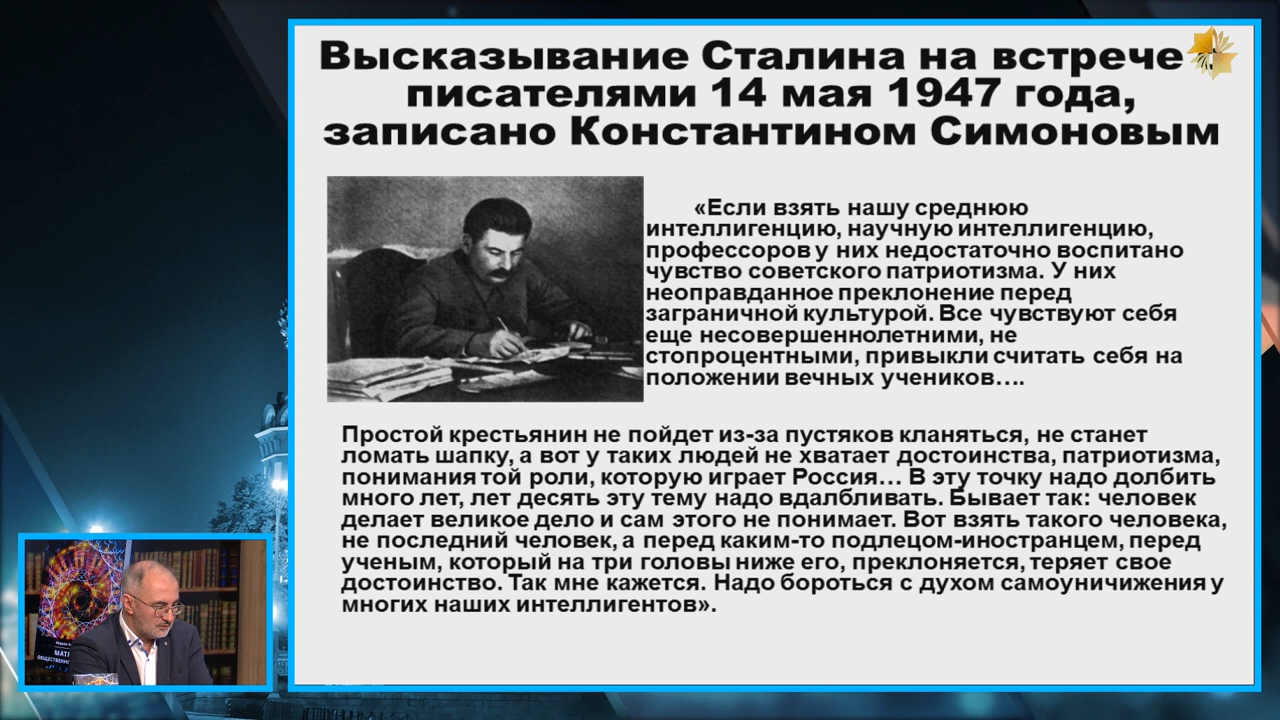 Высказывание Сталина на встрече
писателями 14 мая 1947 года,
записано Константином Симоновым
«Если взять нашу среднюю
интеллигенцию, научную интеллигенцию,
профессоров у них недостаточно воспитано
чувство советского патриотизма. У них
неоправданное преклонение перед
заграничной культурой. Все чувствуют себя
еще несовершеннолетними, не
стопроцентными, привыкли считать себя на
положении вечных учеников….
Простой крестьянин не пойдет из-за пустяков кланяться, не станет
ломать шапку, а вот у таких людей не хватает достоинства, патриотизма,
понимания той роли, которую играет Россия… В эту точку надо долбить
много лет, лет десять эту тему надо вдалбливать. Бывает так: человек
делает великое дело и сам этого не понимает. Вот взять такого человека,
не последний человек, а перед каким-то подлецом-иностранцем, перед
ученым, который на три головы ниже его, преклоняется, теряет свое
достоинство. Так мне кажется. Надо бороться с духом самоуничижения у
многих наших интеллигентов».